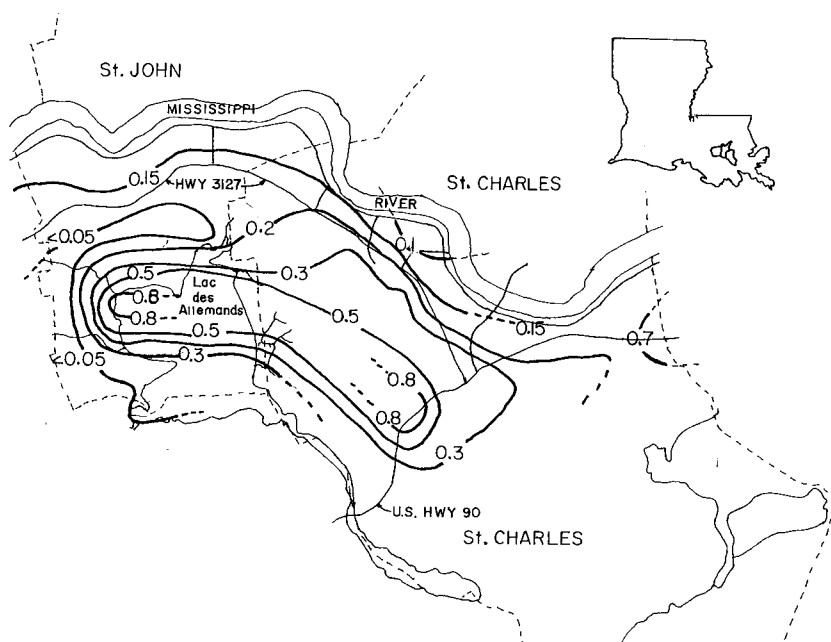 St. JOHN
MISSISSIPPI
0.15
HWY 3127
St. CHARLES
RIVER
<0.05
0.2
0.1
0.5
0.3
Lac
des
Allemands
0.8
0.8
0.5
0.15
0.5
0.7
<0.05
0.3
0.8
0.8
0.3
U.S. HWY 90
St. CHARLES